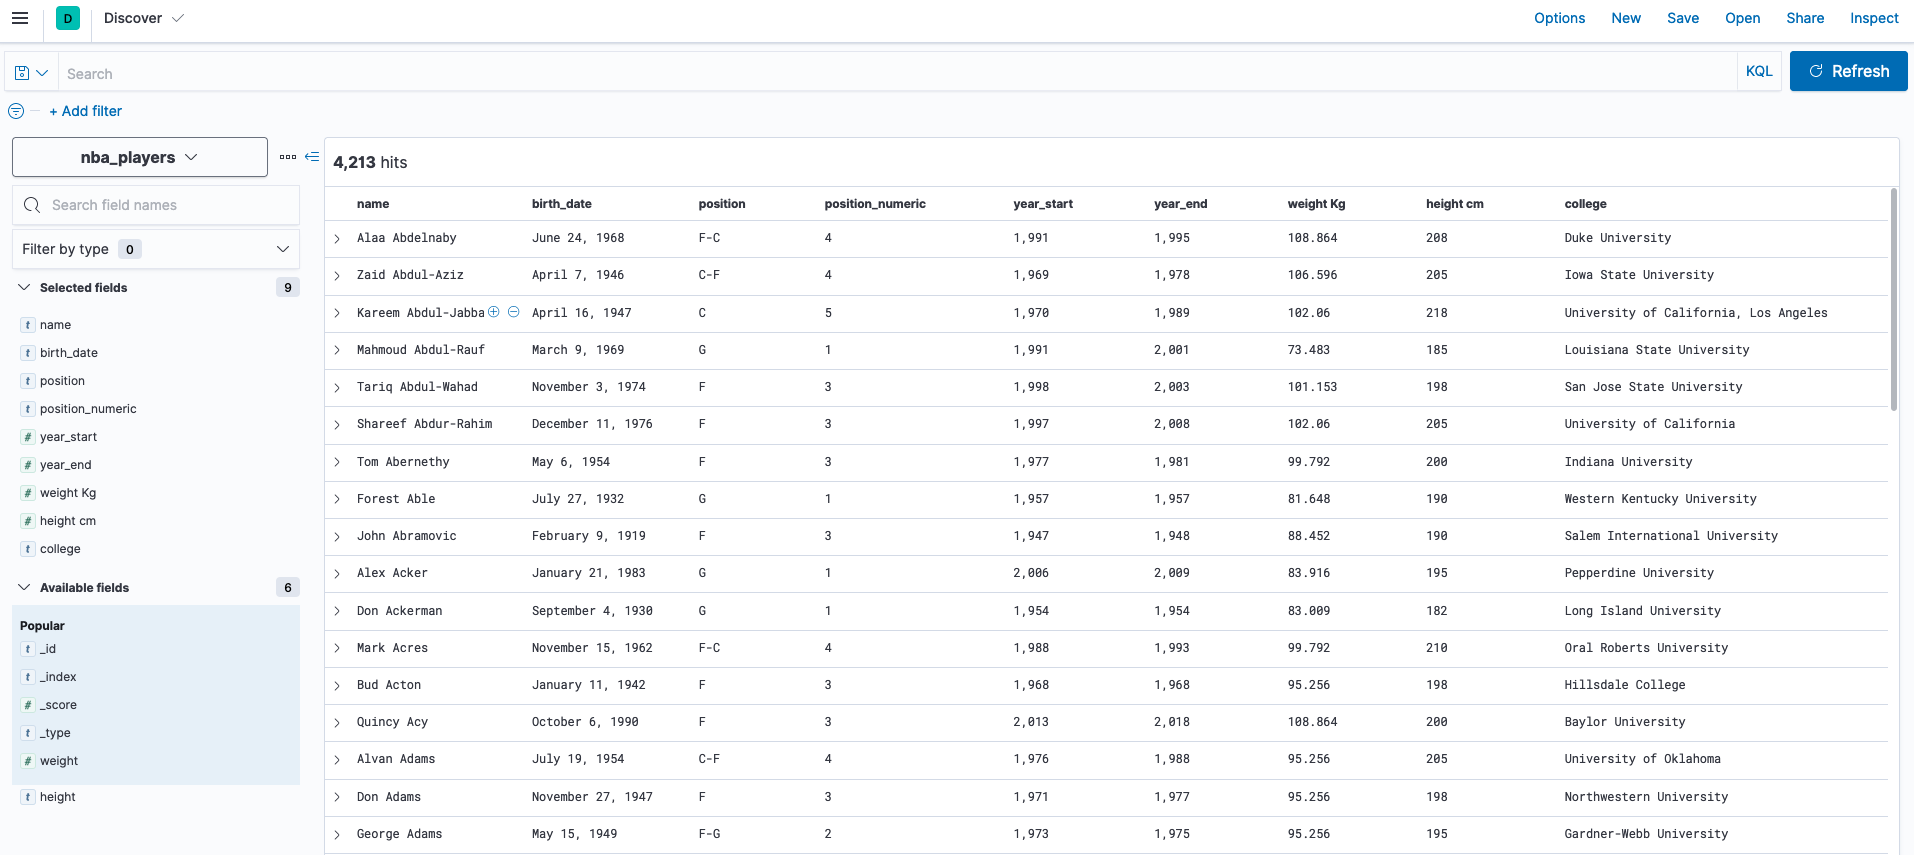 D Discover Options New Save Open Share Inspect
Search KQL Refresh
+ Add filter
nba_players
4,213 hits
Search field names
Filter by type 0
Selected fields 9
t name
t birth_date
t position
t position_numeric
# year_start
# year_end
# weight Kg
# height cm
t college
Available fields 6
Popular
t _id
t _index
# _score
t _type
# weight
t height
name birth_date position position_numeric year_start year_end weight Kg height cm college
Alaa Abdelnaby June 24, 1968 F-C 4 1,991 1,995 108.864 208 Duke University
Zaid Abdul-Aziz April 7, 1946 C-F 4 1,969 1,978 106.596 205 Iowa State University
Kareem Abdul-Jabba April 16, 1947 C 5 1,970 1,989 102.06 218 University of California, Los Angeles
Mahmoud Abdul-Rauf March 9, 1969 G 1 1,991 2,001 73.483 185 Louisiana State University
Tariq Abdul-Wahad November 3, 1974 F 3 1,998 2,003 101.153 198 San Jose State University
Shareef Abdur-Rahim December 11, 1976 F 3 1,997 2,008 102.06 205 University of California
Tom Abernethy May 6, 1954 F 3 1,977 1,981 99.792 200 Indiana University
Forest Able July 27, 1932 G 1 1,957 1,957 81.648 190 Western Kentucky University
John Abramovic February 9, 1919 F 3 1,947 1,948 88.452 190 Salem International University
Alex Acker January 21, 1983 G 1 2,006 2,009 83.916 195 Pepperdine University
Don Ackerman September 4, 1930 G 1 1,954 1,954 83.009 182 Long Island University
Mark Acres November 15, 1962 F-C 4 1,988 1,993 99.792 210 Oral Roberts University
Bud Acton January 11, 1942 F 3 1,968 1,968 95.256 198 Hillsdale College
Quincy Acy October 6, 1990 F 3 2,013 2,018 108.864 200 Baylor University
Alvan Adams July 19, 1954 C-F 4 1,976 1,988 95.256 205 University of Oklahoma
Don Adams November 27, 1947 F 3 1,971 1,977 95.256 198 Northwestern University
George Adams May 15, 1949 F-G 2 1,973 1,975 95.256 195 Gardner-Webb University